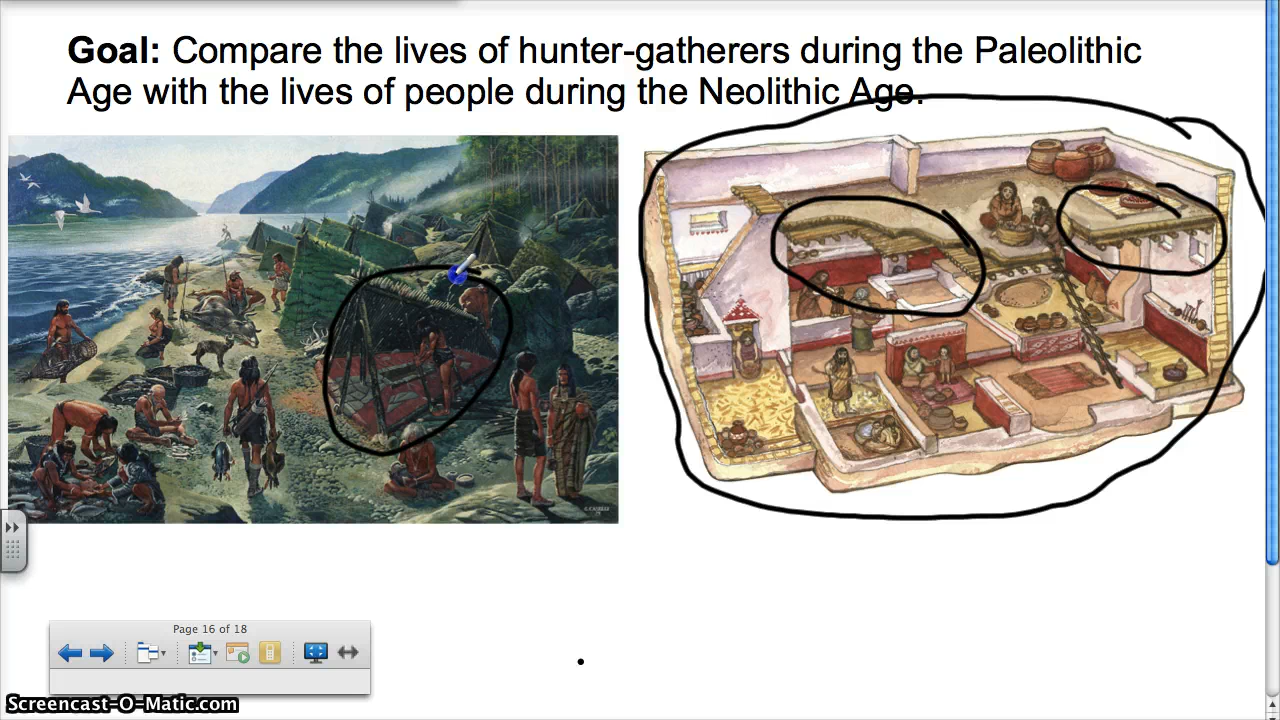 Goal: Compare the lives of hunter-gatherers during the Paleolithic
Age with the lives of people during the Neolithic Age.
Page 16 of 18
Screencast-O-Matic.com